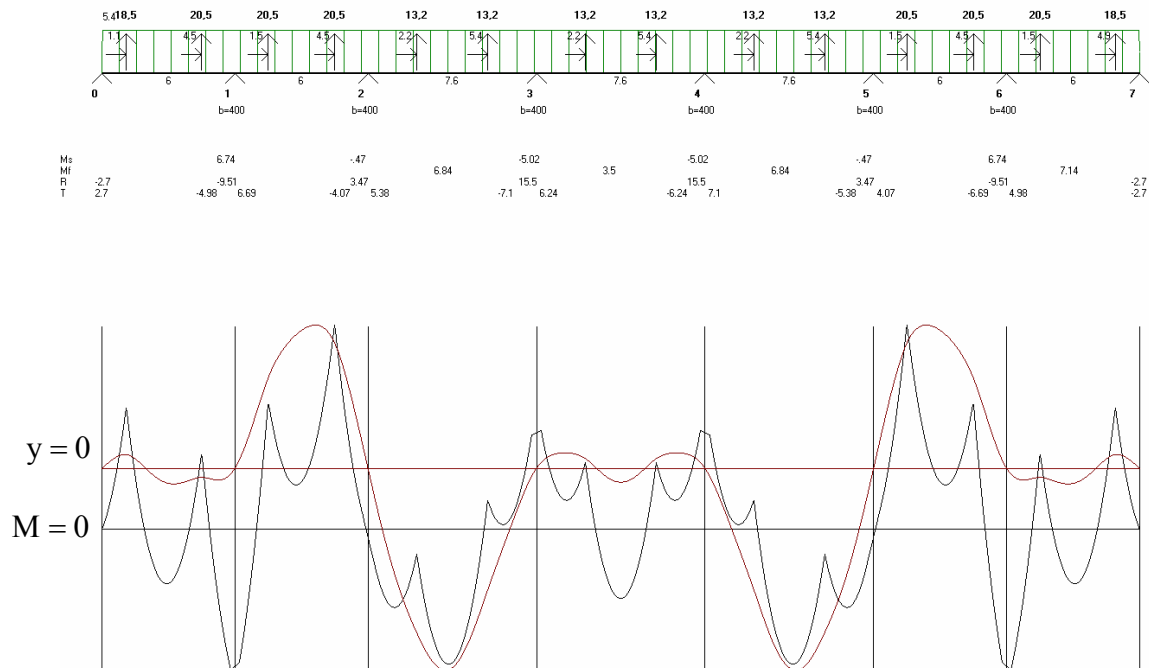 5.4 18,5 20,5 20,5 20,5 13,2 13,2 13,2 13,2 13,2 13,2 20,5 20,5 20,5 18,5
1.1 4.5 1.5 4.5 2.2 5.4 2.2 5.4 2.2 5.4 1.5 4.5 1.5 4.9
6 6 7.6 7.6 7.6 6 6
0 1 2 3 4 5 6 7
b=400 b=400 b=400 b=400 b=400 b=400
Ms 6.74 -.47 -5.02 -5.02 -.47 6.74
Mf 6.84 3.5 6.84 7.14
R -2.7 -9.51 3.47 15.5 15.5 3.47 -9.51 -2.7
T 2.7 -4.98 6.69 -4.07 5.38 -7.1 6.24 -6.24 7.1 -5.38 4.07 -6.69 4.98 -2.7
y = 0
M = 0